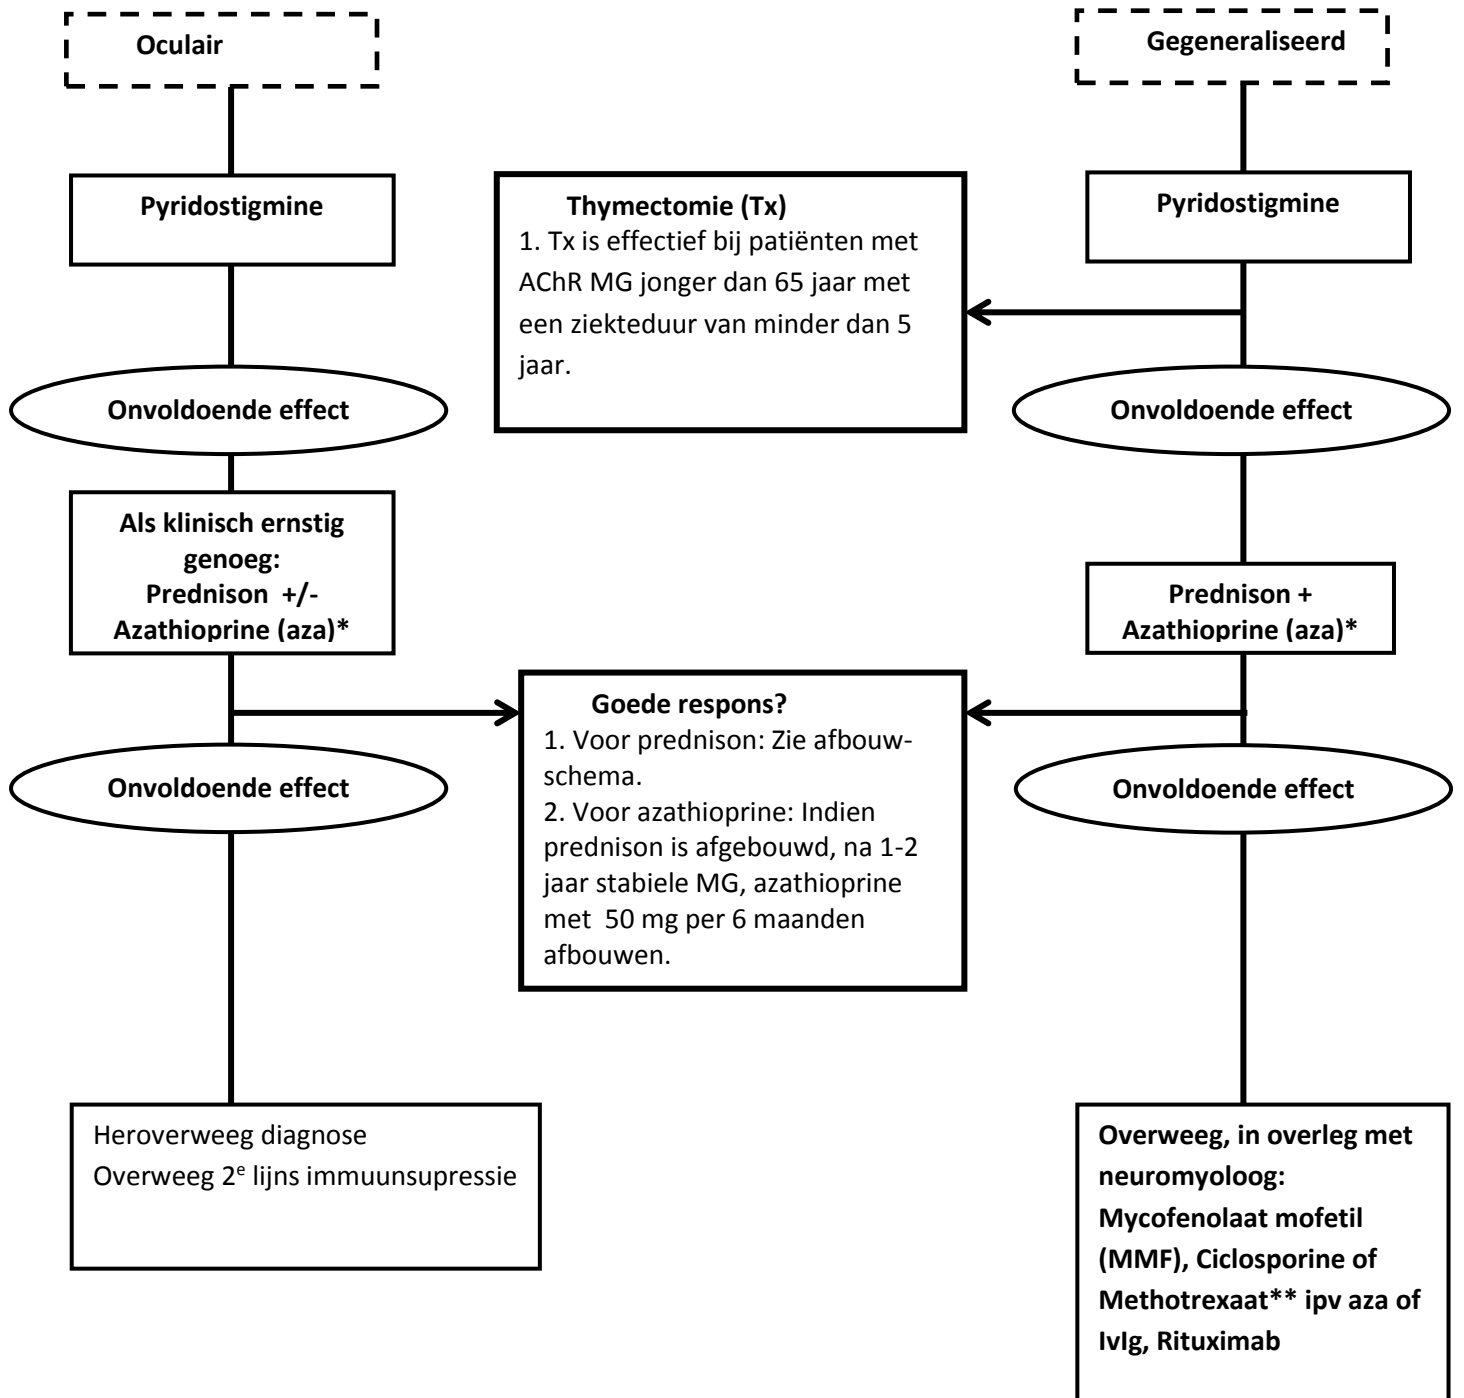 Oculair
Gegeneraliseerd
Pyridostigmine
Thymectomie (Tx)
1. Tx is effectief bij patiënten met
AChR MG jonger dan 65 jaar met
een ziekteduur van minder dan 5
jaar.
Pyridostigmine
Onvoldoende effect
Onvoldoende effect
Als klinisch ernstig
genoeg:
Prednison +/-
Azathioprine (aza)*
Prednison +
Azathioprine (aza)*
Goede respons?
1. Voor prednison: Zie afbouw-
schema.
2. Voor azathioprine: Indien
prednison is afgebouwd, na 1-2
jaar stabiele MG, azathioprine
met 50 mg per 6 maanden
afbouwen.
Onvoldoende effect
Onvoldoende effect
Heroverweeg diagnose
Overweeg 2e lijns immuunsupressie
Overweeg, in overleg met
neuromyoloog:
Mycofenolaat mofetil
(MMF), Ciclosporine of
Methotrexaat** ipv aza of
IvIg, Rituximab